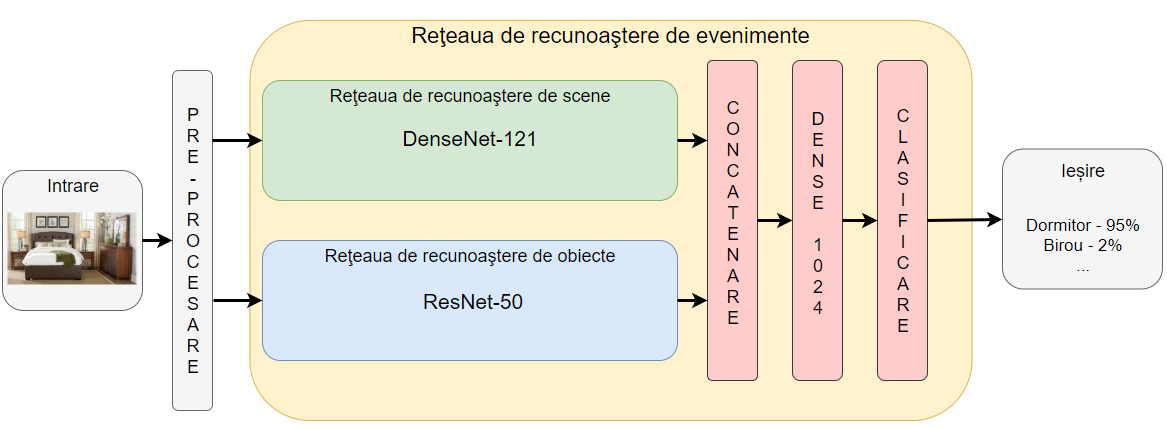 Reţeaua de recunoaştere de evenimente
Intrare
PRE-PROCESARE
Reţeaua de recunoaştere de scene
DenseNet-121
Reţeaua de recunoaştere de obiecte
ResNet-50
CONCATENARE
DENSE 1024
CLASIFICARE
Ieșire
Dormitor - 95%
Birou - 2%
...